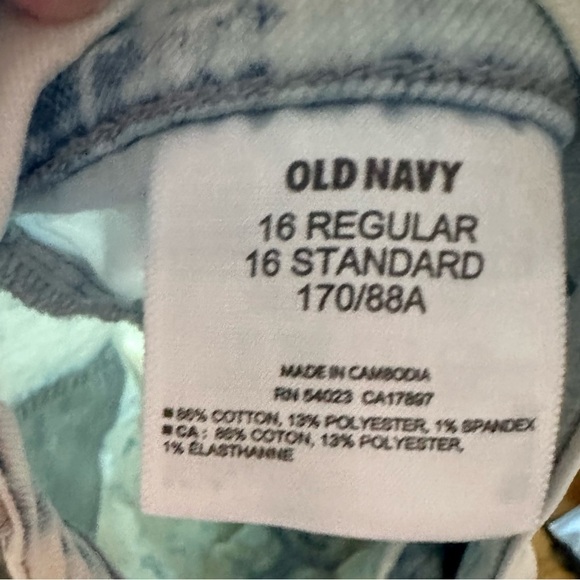 OLD NAVY
16 REGULAR
16 STANDARD
170/88A
MADE IN CAMBODIA
RN 54023 CA17897
86% COTTON, 13% POLYESTER, 1% SPANDEX
CA: 86% COTON, 13% POLYESTER,
1% ÉLASTHANNE